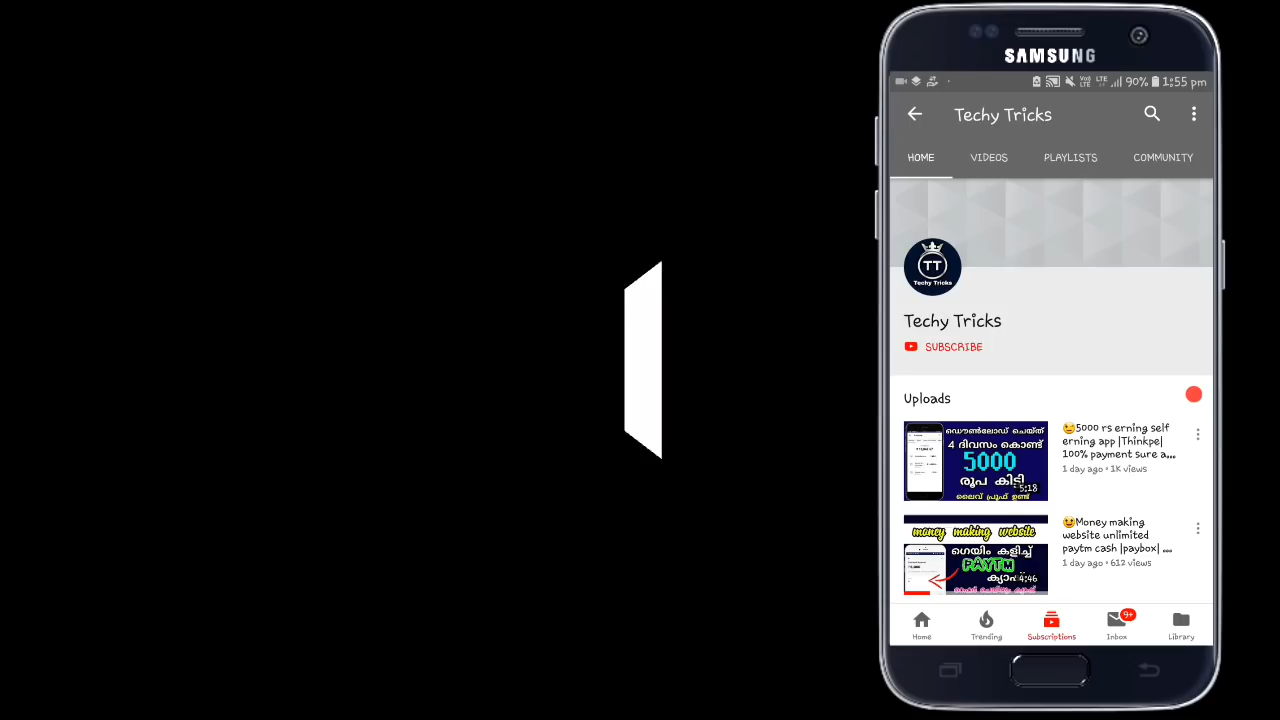 SAMSUNG
VoJ LTE LTE 90% 1:55 pm
Techy Tricks
HOME VIDEOS PLAYLISTS COMMUNITY
TT
Techy Tricks
Techy Tricks
SUBSCRIBE
Uploads
ഡൌൺലോഡ് ചെയ്ത്
4 ദിവസം കൊണ്ട്
5000
രൂപ കിട്ടി
5:18
ലൈവ് പ്രൂഫ് ഉണ്ട്
😉5000 rs erning self
erning app |Thinkpe|
100% payment sure a...
1 day ago • 1K views
money making website
ഗെയിം കളിച്ച്
PAYTM
4:46
😉Money making
website unlimited
paytm cash |paybox| ...
1 day ago • 612 views
9+
Home Trending Subscriptions Inbox Library